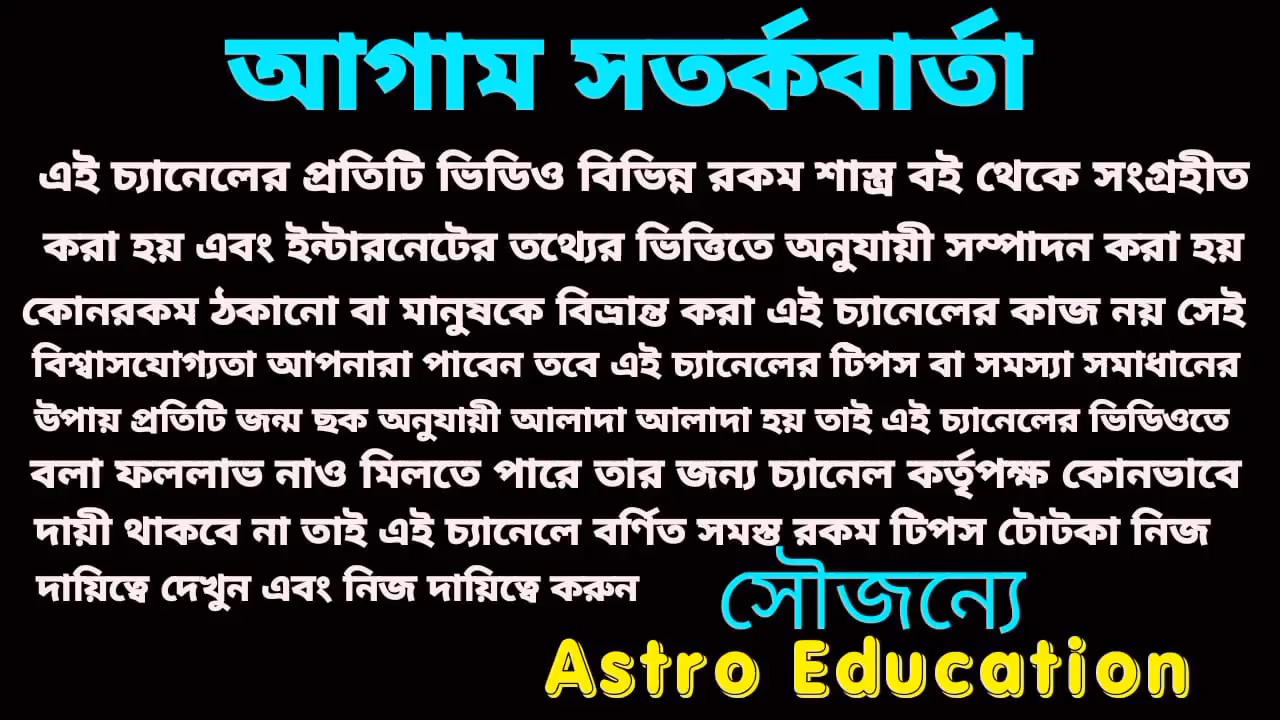 আগাম সতর্কবার্তা
এই চ্যানেলের প্রতিটি ভিডিও বিভিন্ন রকম শাস্ত্র বই থেকে সংগ্রহীত
করা হয় এবং ইন্টারনেটের তথ্যের ভিত্তিতে অনুযায়ী সম্পাদন করা হয়
কোনরকম ঠকানো বা মানুষকে বিভ্রান্ত করা এই চ্যানেলের কাজ নয় সেই
বিশ্বাসযোগ্যতা আপনারা পাবেন তবে এই চ্যানেলের টিপস বা সমস্যা সমাধানের
উপায় প্রতিটি জন্ম ছক অনুযায়ী আলাদা আলাদা হয় তাই এই চ্যানেলের ভিডিওতে
বলা ফললাভ নাও মিলতে পারে তার জন্য চ্যানেল কর্তৃপক্ষ কোনভাবে
দায়ী থাকবে না তাই এই চ্যানেলে বর্ণিত সমস্ত রকম টিপস টোটকা নিজ
দায়িত্বে দেখুন এবং নিজ দায়িত্বে করুন
সৌজন্যে
Astro Education